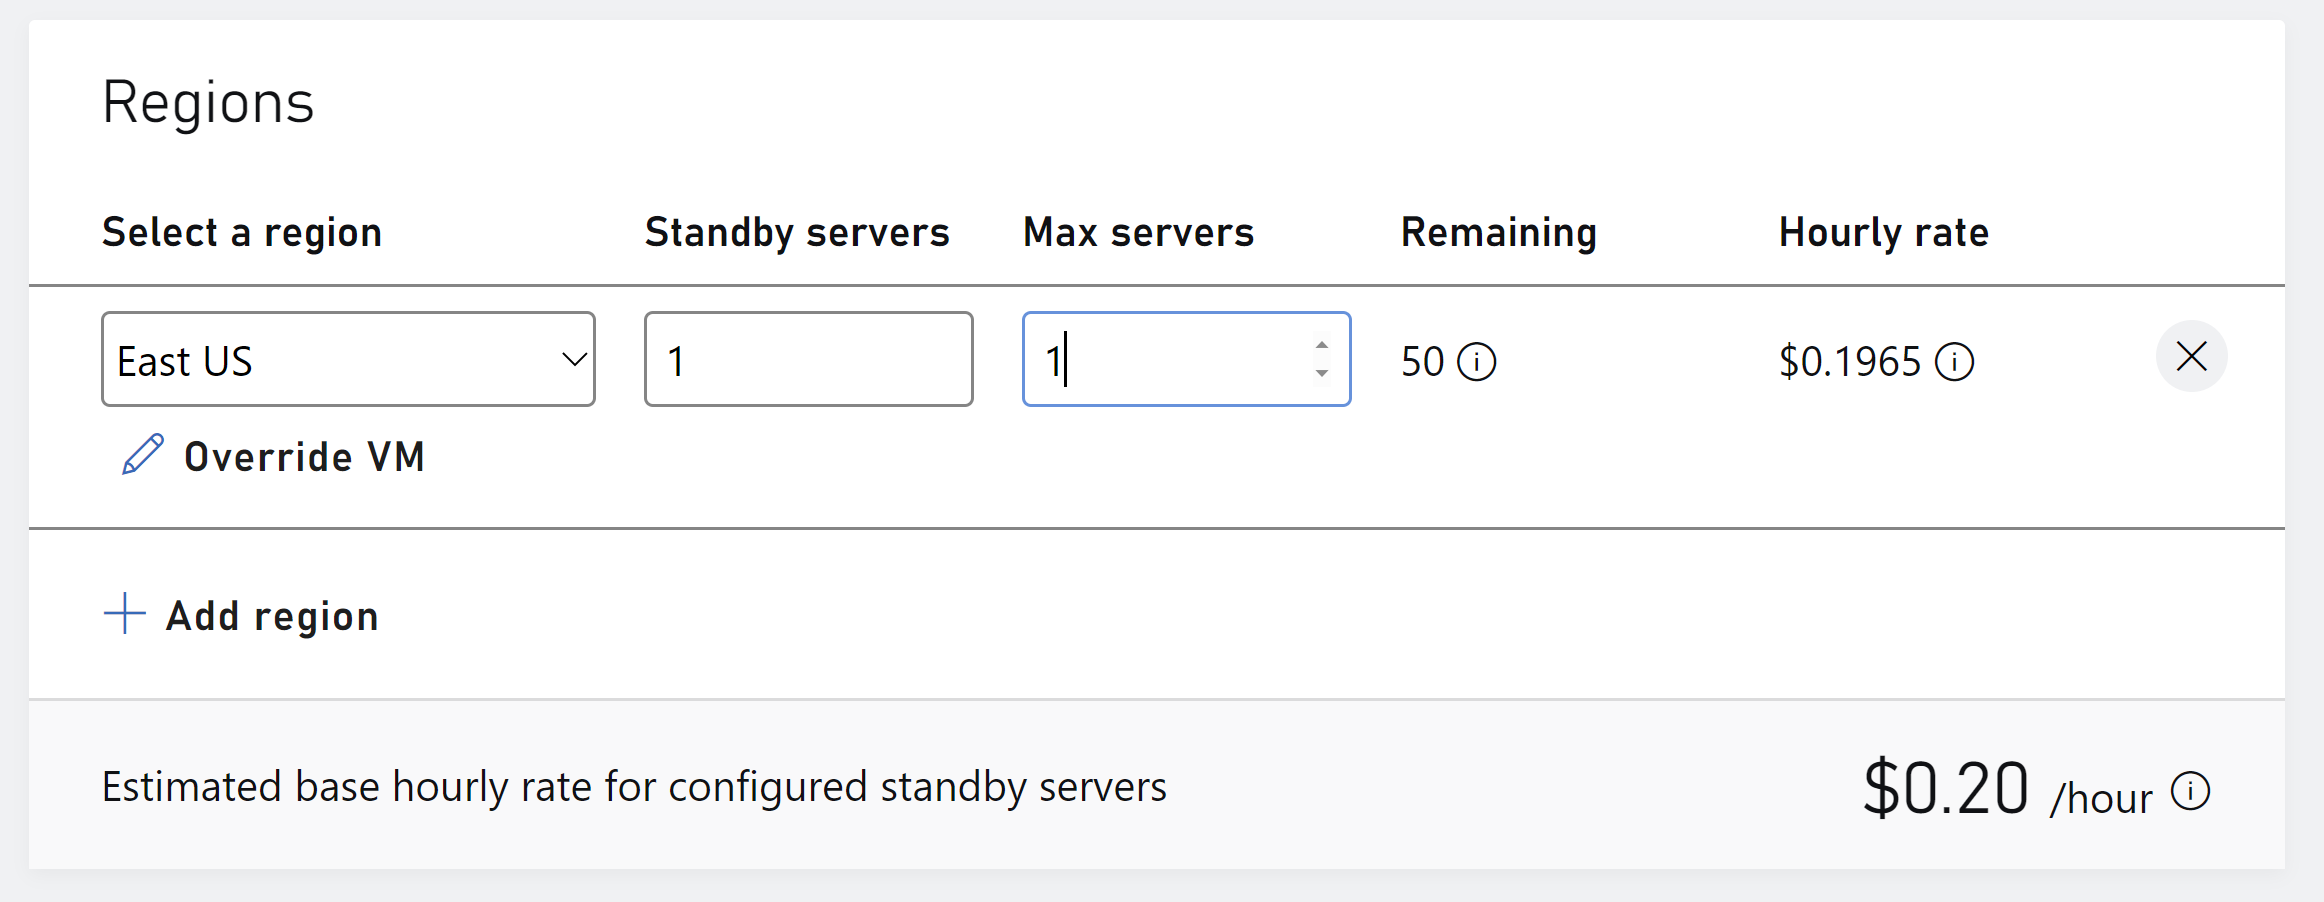 Regions
Select a region Standby servers Max servers Remaining Hourly rate
East US 1 1 50 $0.1965
Override VM
Add region
Estimated base hourly rate for configured standby servers $0.20 /hour